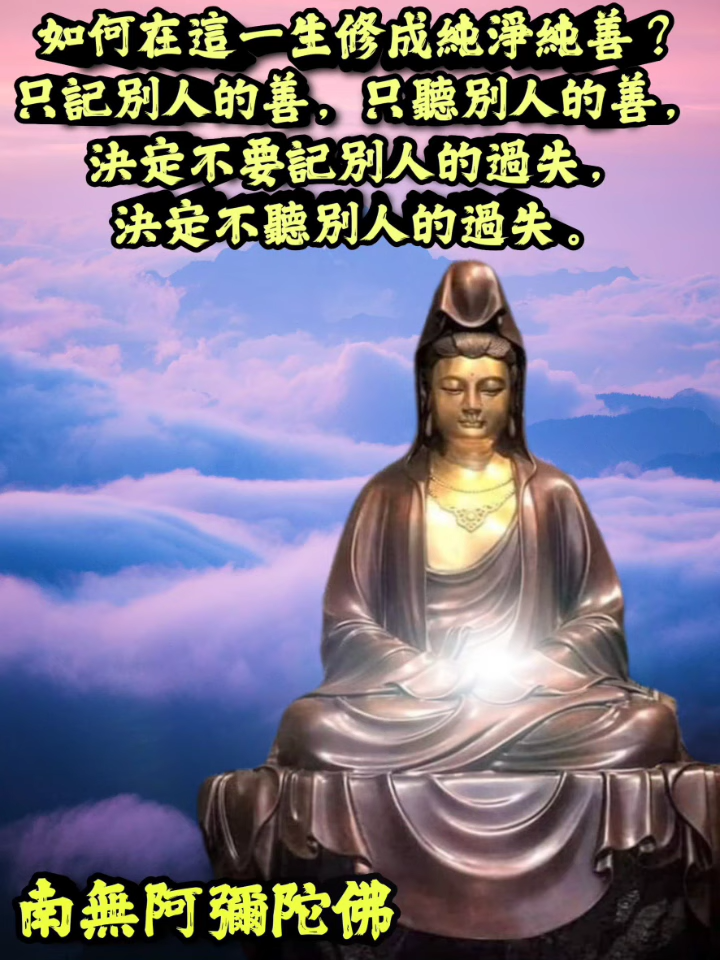 如何在這一生修成純淨純善？
只記別人的善，只聽別人的善，
決定不要記別人的過失，
決定不聽別人的過失。
南無阿彌陀佛